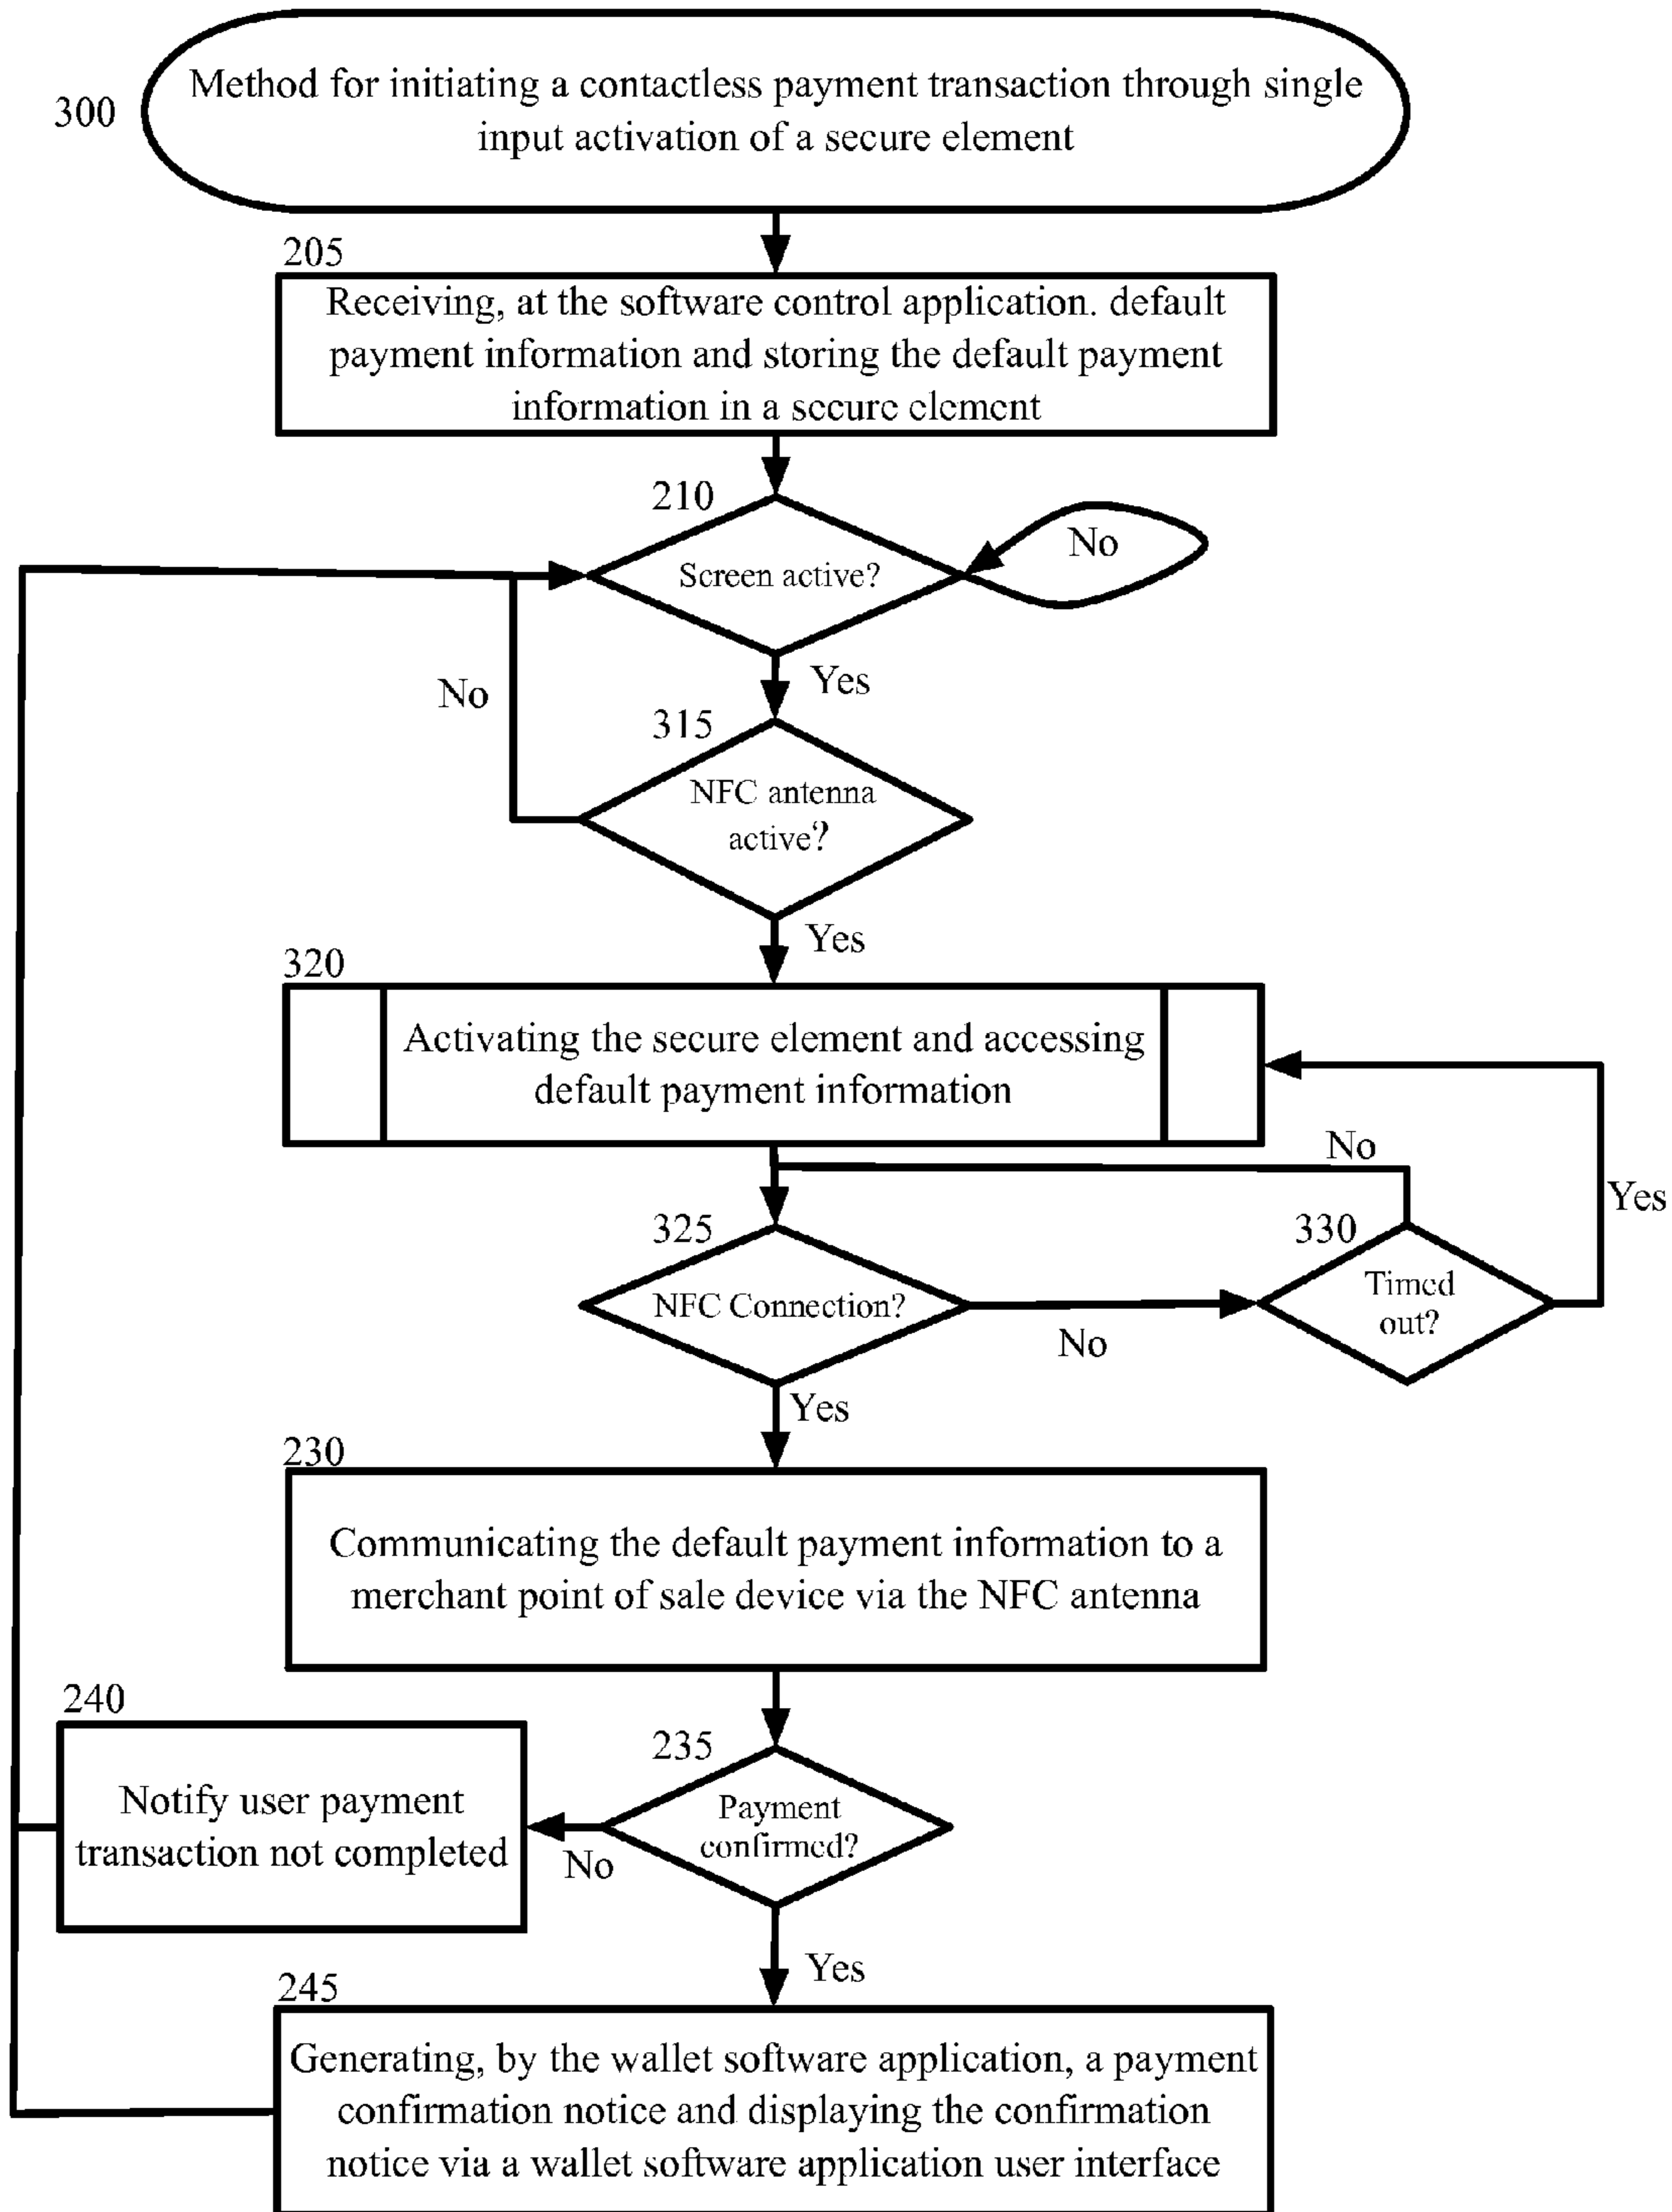 300
Method for initiating a contactless payment transaction through single
input activation of a secure element
205
Receiving, at the software control application. default
payment information and storing the default payment
information in a secure element
210
Screen active?
No
Yes
No
315
NFC antenna
active?
Yes
320
Activating the secure element and accessing
default payment information
No
Yes
325
NFC Connection?
No
330
Timed
out?
Yes
230
Communicating the default payment information to a
merchant point of sale device via the NFC antenna
240
Notify user payment
transaction not completed
235
Payment
confirmed?
No
Yes
245
Generating, by the wallet software application, a payment
confirmation notice and displaying the confirmation
notice via a wallet software application user interface